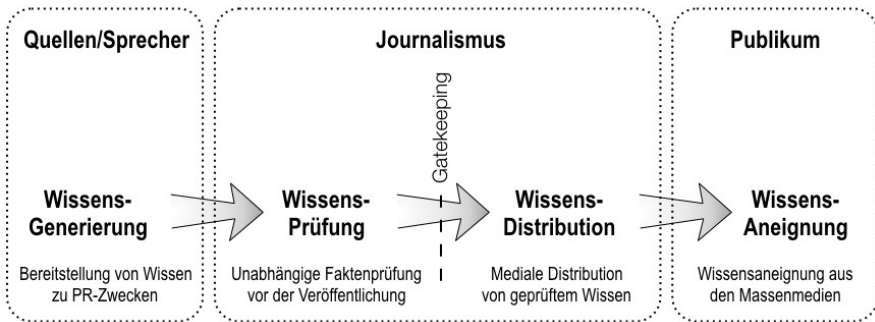 Quellen/Sprecher
Journalismus
Publikum
Gatekeeping
Wissens-
Generierung
Wissens-
Prüfung
Wissens-
Distribution
Wissens-
Aneignung
Bereitstellung von Wissen
zu PR-Zwecken
Unabhängige Faktenprüfung
vor der Veröffentlichung
Mediale Distribution
von geprüftem Wissen
Wissensaneignung aus
den Massenmedien